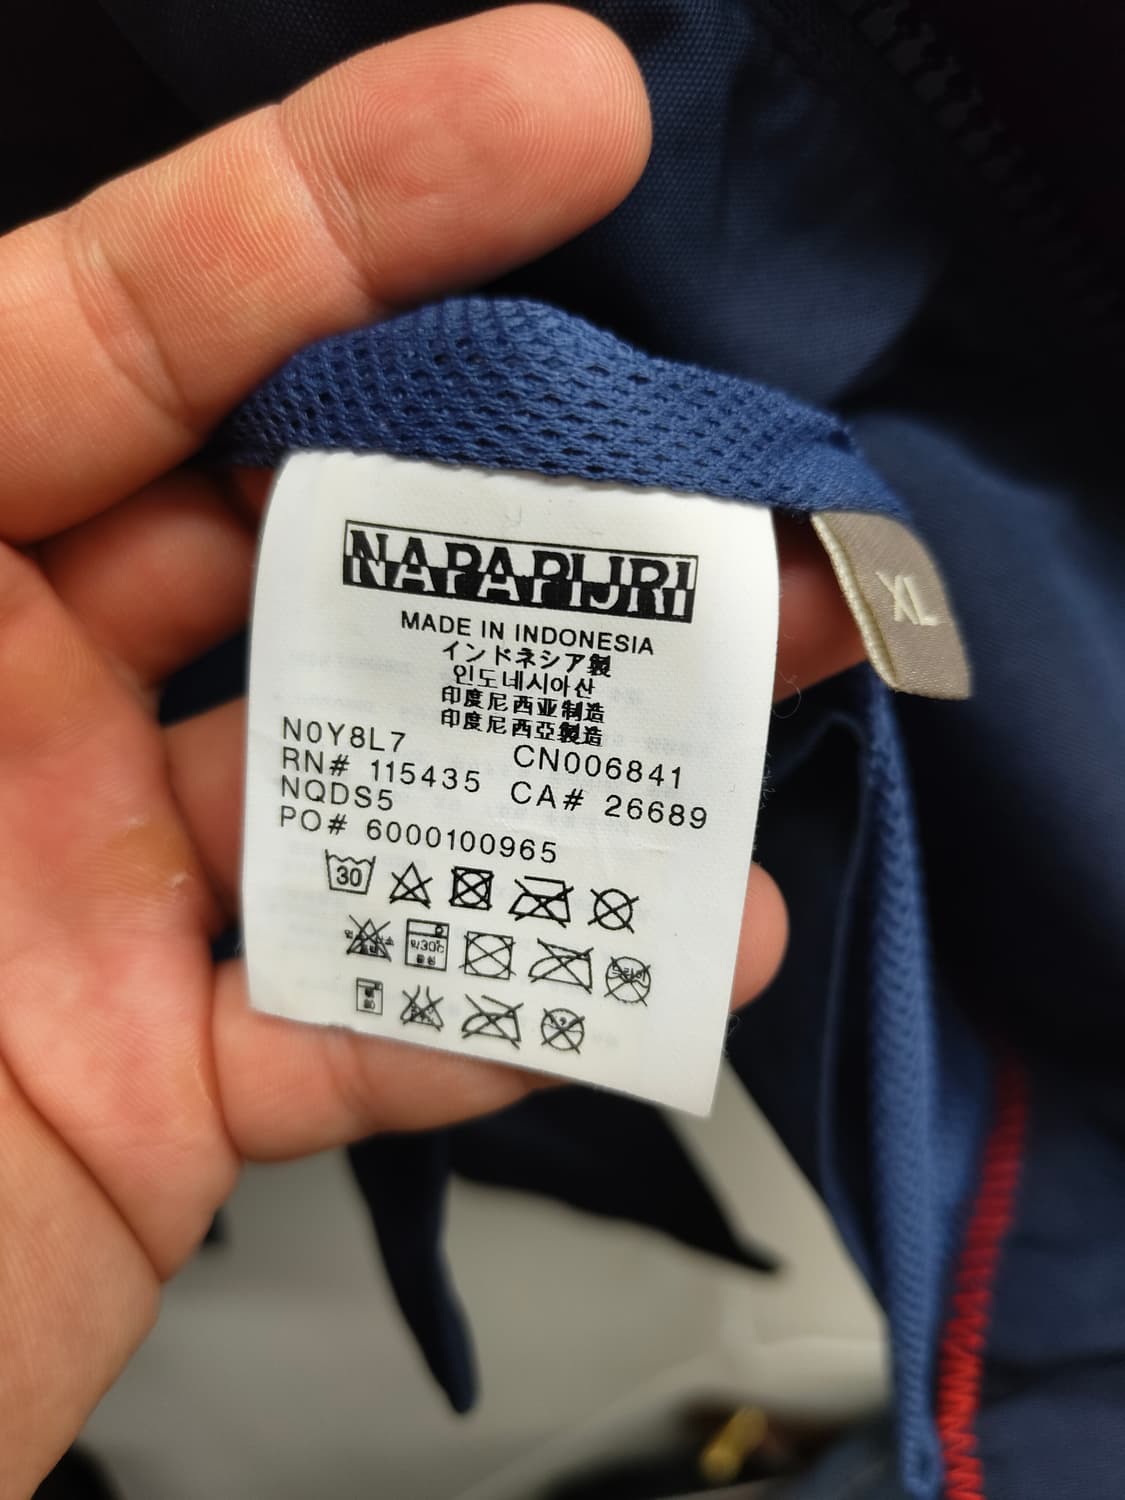 NAPAPIJRI
MADE IN INDONESIA
インドネシア製
인도네시아산
印度尼西亚制造
印度尼西亞製造
N0Y8L7 CN006841
RN# 115435 CA# 26689
NQDS5
PO# 6000100965
30
XL